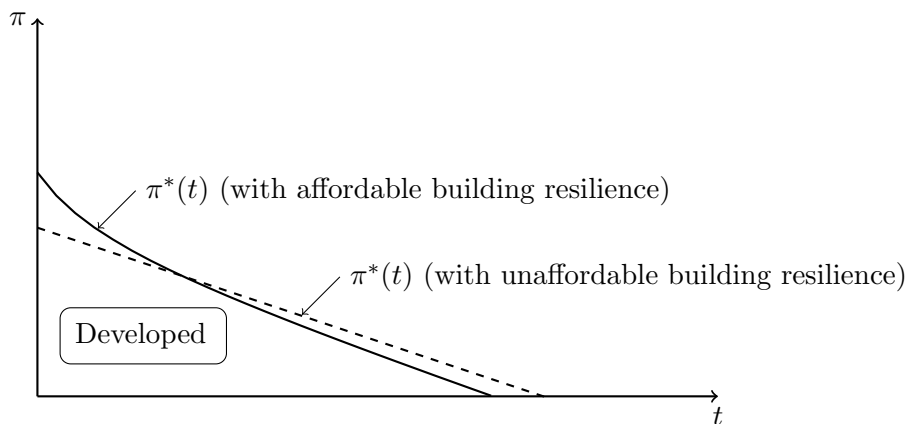 π
π*(t) (with affordable building resilience)
π*(t) (with unaffordable building resilience)
Developed
t